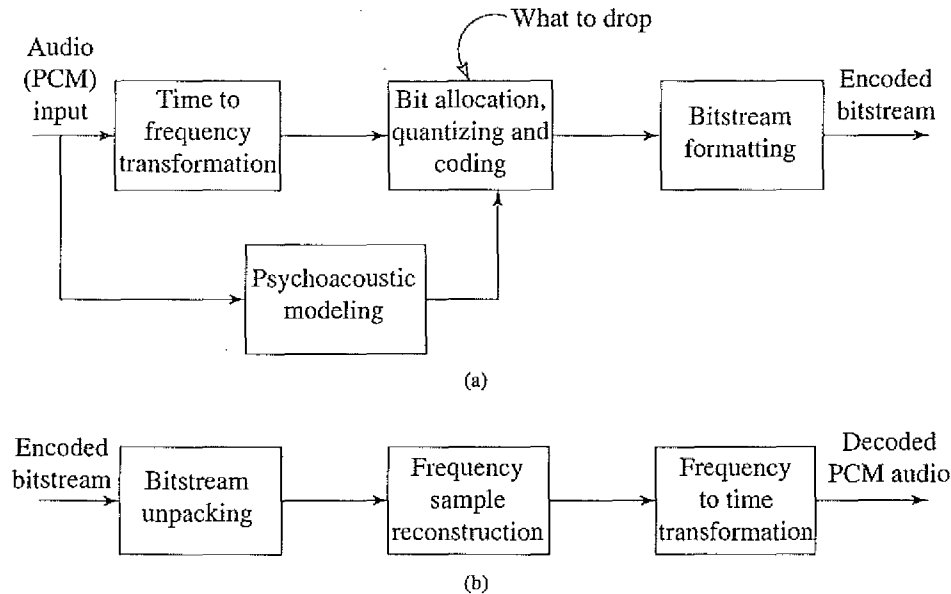 What to drop
Audio
(PCM)
input
Time to
frequency
transformation
Bit allocation,
quantizing and
coding
Bitstream
formatting
Encoded
bitstream
Psychoacoustic
modeling
(a)
Encoded
bitstream
Bitstream
unpacking
Frequency
sample
reconstruction
Frequency
to time
transformation
Decoded
PCM audio
(b)